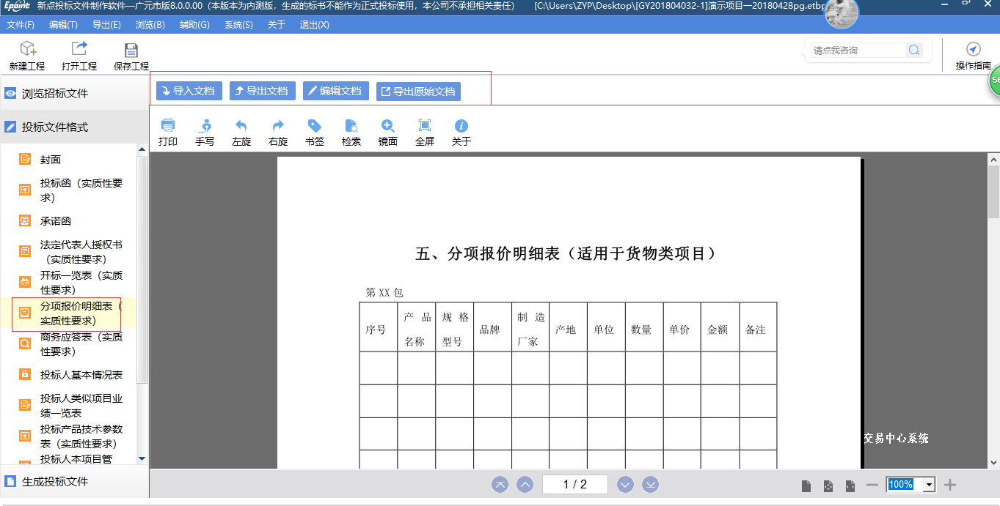 Epoint 新点投标文件制作软件—广元市版8.0.0.00（本版本为内测版，生成的标书不能作为正式投标使用，本公司不承担相关责任） [C:\Users\ZYP\Desktop\[GY201804032-1]演示项目一20180428pg.etbp
文件(F) 编辑(T) 导出(E) 浏览(B) 辅助(G) 系统(S) 关于 退出(X)
新建工程 打开工程 保存工程 请点我咨询 操作指南
56
浏览招标文件
导入文档 导出文档 编辑文档 导出原始文档
投标文件格式
打印 手写 左旋 右旋 书签 检索 镜面 全屏 关于
封面
投标函（实质性要
求）
承诺函
法定代表人授权书
（实质性要求）
开标一览表（实质
性要求）
分项报价明细表（
实质性要求）
商务应答表（实质
性要求）
投标人基本情况表
投标人类似项目业
绩一览表
投标产品技术参数
表（实质性要求）
投标人本项目管
生成投标文件
五、分项报价明细表（适用于货物类项目）
第 XX 包
序号 产品名称 规格型号 品牌 制造厂家 产地 单位 数量 单价 金额 备注
交易中心系统
1 / 2
100%